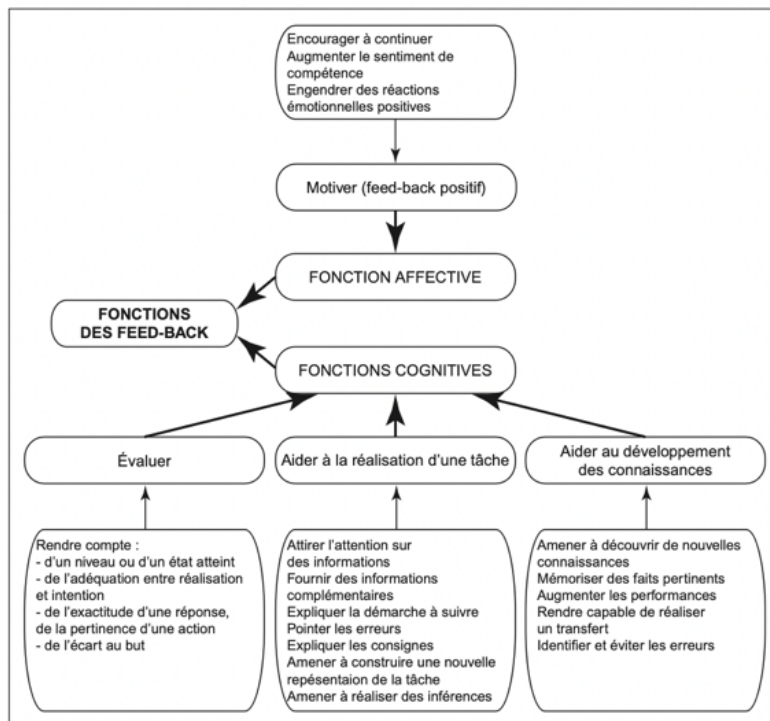 Encourager à continuer
Augmenter le sentiment de
compétence
Engendrer des réactions
émotionnelles positives
Motiver (feed-back positif)
FONCTION AFFECTIVE
FONCTIONS
DES FEED-BACK
FONCTIONS COGNITIVES
Évaluer
Aider à la réalisation d'une tâche
Aider au développement
des connaissances
Rendre compte :
- d'un niveau ou d'un état atteint
- de l'adéquation entre réalisation
et intention
- de l'exactitude d'une réponse,
de la pertinence d'une action
- de l'écart au but
Attirer l'attention sur
des informations
Fournir des informations
complémentaires
Expliquer la démarche à suivre
Pointer les erreurs
Expliquer les consignes
Amener à construire une nouvelle
repésentaion de la tâche
Amener à réaliser des inférences
Amener à découvrir de nouvelles
connaissances
Mémoriser des faits pertinents
Augmenter les performances
Rendre capable de réaliser
un transfert
Identifier et éviter les erreurs